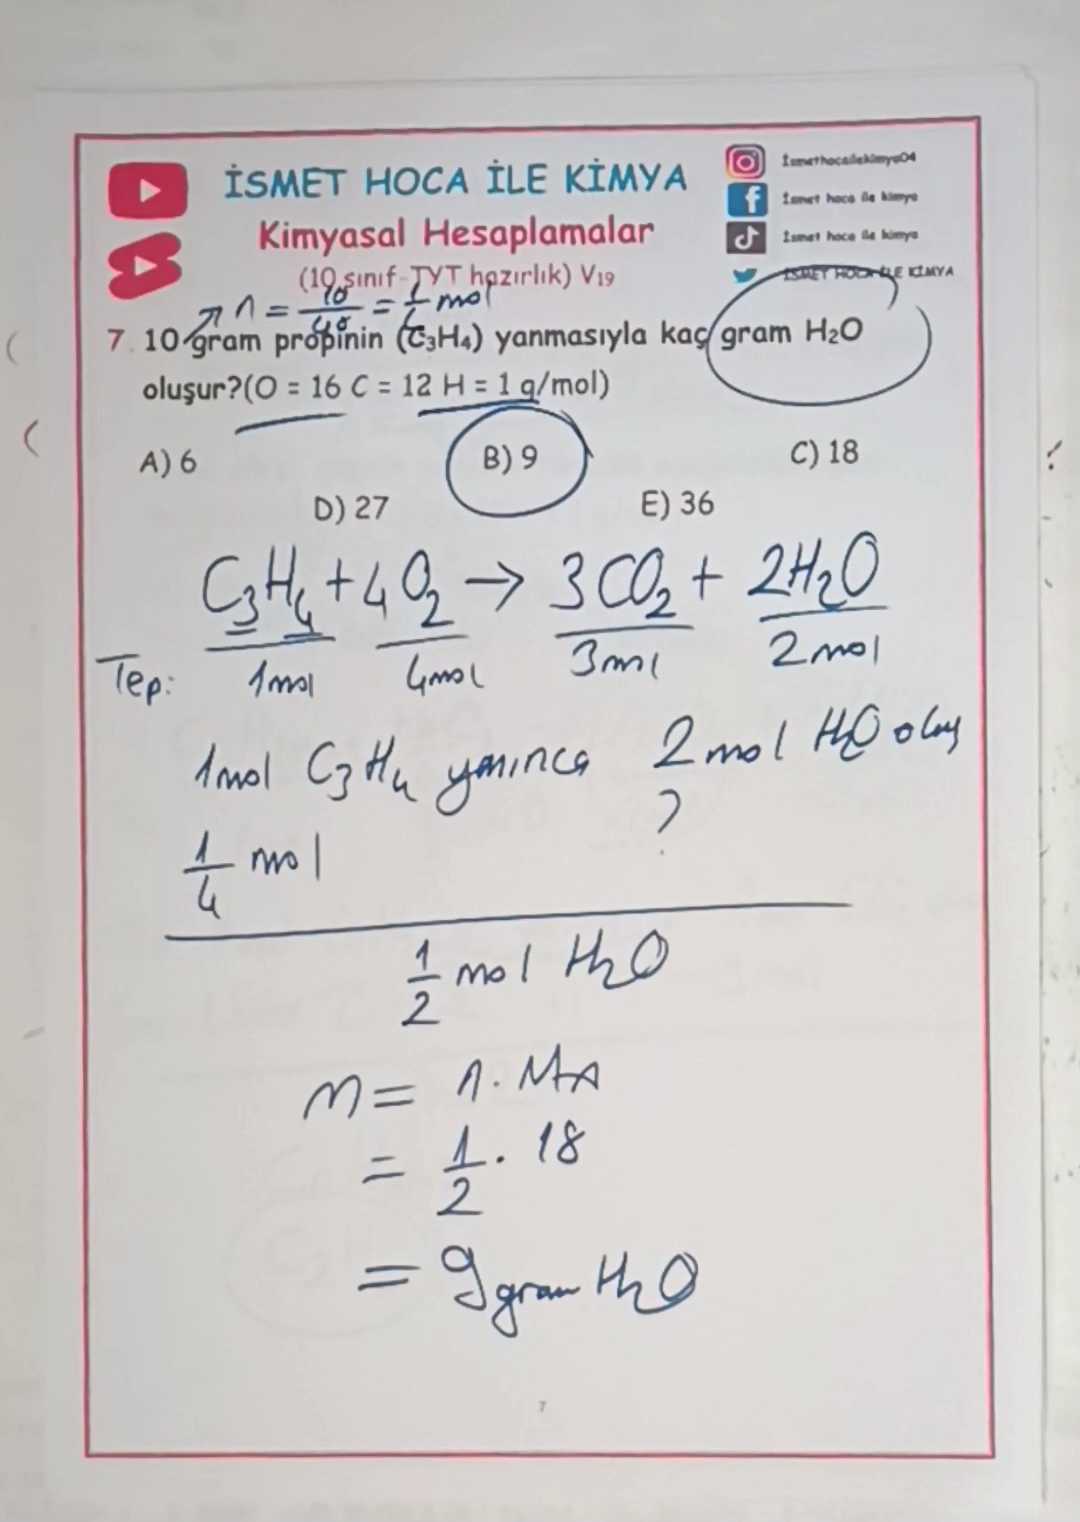 İSMET HOCA İLE KİMYA
Kimyasal Hesaplamalar
(10.sınıf-TYT hazırlık) V19
İsmethocailekimya04
İsmet hoca ile kimya
İsmet hoca ile kimya
İSMET HOCA İLE KİMYA
n = 10/40 = 1/4 mol
7. 10 gram propinin (C₃H₄) yanmasıyla kaç gram H₂O
oluşur?(O = 16 C = 12 H = 1 g/mol)
A) 6 B) 9 C) 18
D) 27 E) 36
C₃H₄ + 4O₂ → 3CO₂ + 2H₂O
Tep: 1mol 4mol 3mol 2mol
1mol C₃H₄ yanınca 2mol H₂O oluş
1/4 mol ?
1/2 mol H₂O
m = n. MA
= 1/2 . 18
= 9 gram H₂O
7